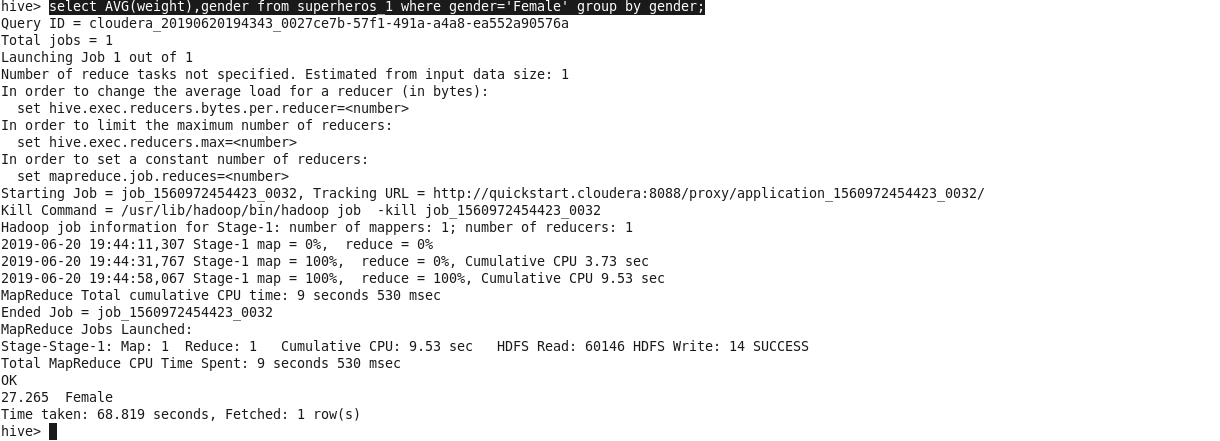 hive> select AVG(weight),gender from superheros_1 where gender='Female' group by gender;
Query ID = cloudera_20190620194343_0027ce7b-57f1-491a-a4a8-ea552a90576a
Total jobs = 1
Launching Job 1 out of 1
Number of reduce tasks not specified. Estimated from input data size: 1
In order to change the average load for a reducer (in bytes):
  set hive.exec.reducers.bytes.per.reducer=<number>
In order to limit the maximum number of reducers:
  set hive.exec.reducers.max=<number>
In order to set a constant number of reducers:
  set mapreduce.job.reduces=<number>
Starting Job = job_1560972454423_0032, Tracking URL = http://quickstart.cloudera:8088/proxy/application_1560972454423_0032/
Kill Command = /usr/lib/hadoop/bin/hadoop job  -kill job_1560972454423_0032
Hadoop job information for Stage-1: number of mappers: 1; number of reducers: 1
2019-06-20 19:44:11,307 Stage-1 map = 0%,  reduce = 0%
2019-06-20 19:44:31,767 Stage-1 map = 100%,  reduce = 0%, Cumulative CPU 3.73 sec
2019-06-20 19:44:58,067 Stage-1 map = 100%,  reduce = 100%, Cumulative CPU 9.53 sec
MapReduce Total cumulative CPU time: 9 seconds 530 msec
Ended Job = job_1560972454423_0032
MapReduce Jobs Launched:
Stage-Stage-1: Map: 1  Reduce: 1   Cumulative CPU: 9.53 sec   HDFS Read: 60146 HDFS Write: 14 SUCCESS
Total MapReduce CPU Time Spent: 9 seconds 530 msec
OK
27.265  Female
Time taken: 68.819 seconds, Fetched: 1 row(s)
hive>